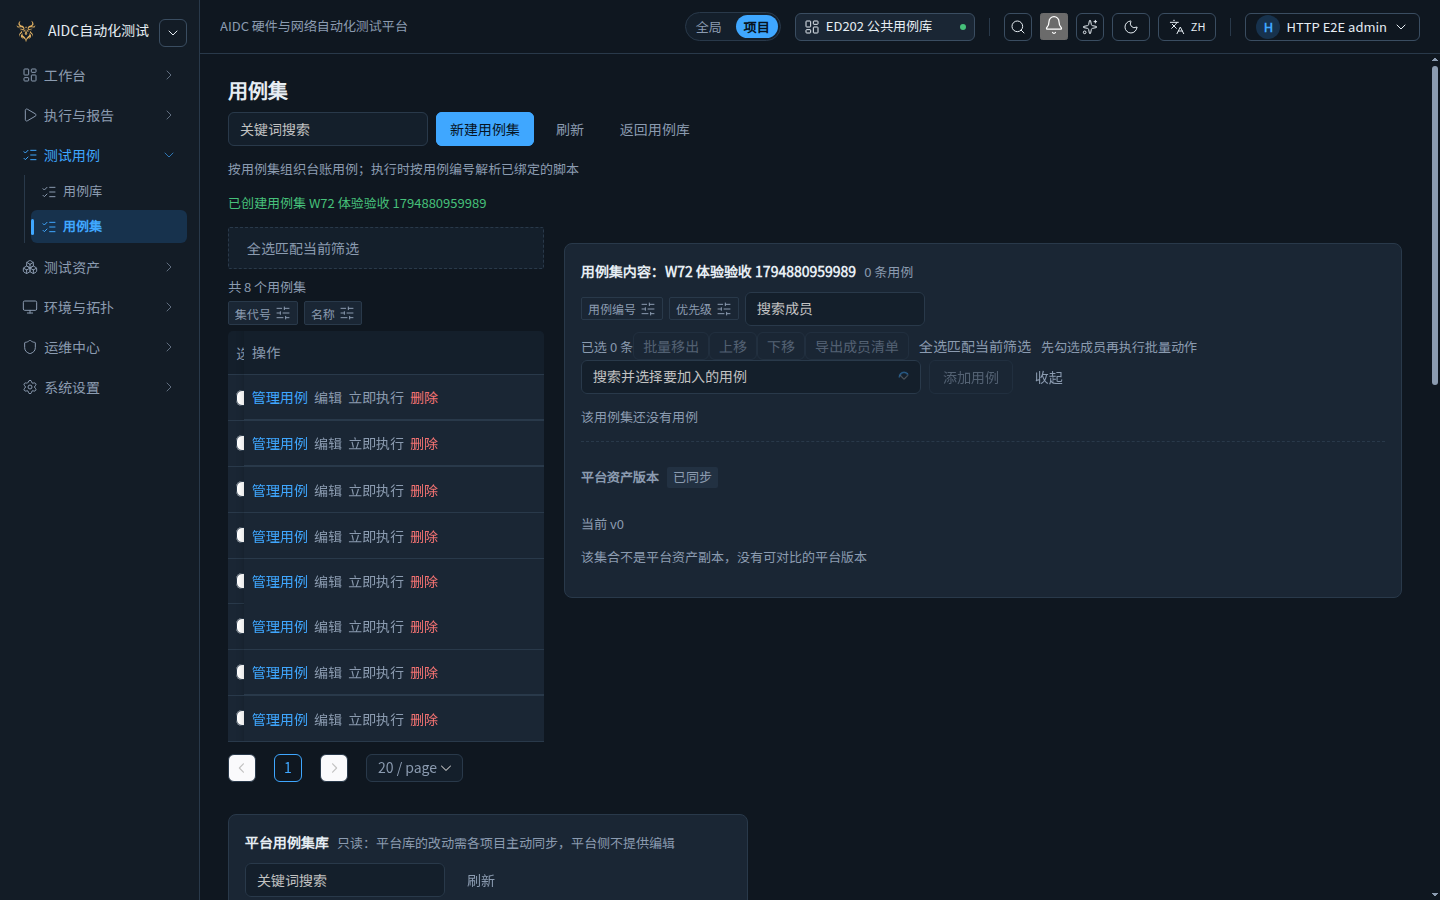 AIDC自动化测试
AIDC 硬件与网络自动化测试平台
全局
项目
ED202 公共用例库
ZH
H
HTTP E2E admin
工作台
执行与报告
测试用例
用例库
用例集
测试资产
环境与拓扑
运维中心
系统设置
用例集
关键词搜索
新建用例集
刷新
返回用例库
按用例集组织台账用例；执行时按用例编号解析已绑定的脚本
已创建用例集 W72 体验验收 1794880959989
全选匹配当前筛选
共 8 个用例集
集代号
名称
操作
管理用例 编辑 立即执行 删除
管理用例 编辑 立即执行 删除
管理用例 编辑 立即执行 删除
管理用例 编辑 立即执行 删除
管理用例 编辑 立即执行 删除
管理用例 编辑 立即执行 删除
管理用例 编辑 立即执行 删除
管理用例 编辑 立即执行 删除
1
20 / page
用例集内容：W72 体验验收 1794880959989 0 条用例
用例编号
优先级
搜索成员
已选 0 条 批量移出 上移 下移 导出成员清单 全选匹配当前筛选 先勾选成员再执行批量动作
搜索并选择要加入的用例
添加用例
收起
该用例集还没有用例
平台资产版本 已同步
当前 v0
该集合不是平台资产副本，没有可对比的平台版本
平台用例集库 只读：平台库的改动需各项目主动同步，平台侧不提供编辑
关键词搜索
刷新